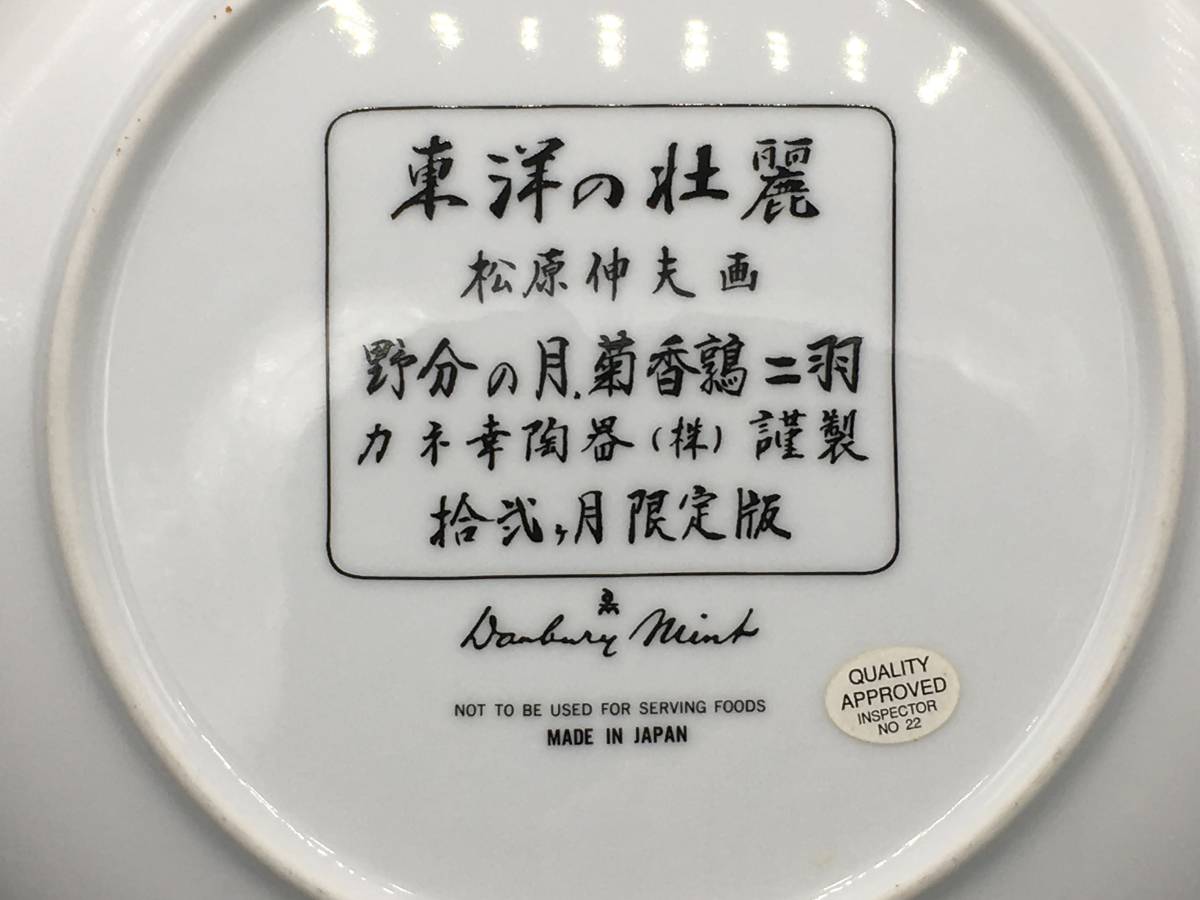 東洋の壮麗
松原伸夫画
野分の月.菊香鶉二羽
カネ幸陶器(株)謹製
拾弐ヶ月限定版
Danbury Mint
NOT TO BE USED FOR SERVING FOODS
MADE IN JAPAN
QUALITY
APPROVED
INSPECTOR
NO 22